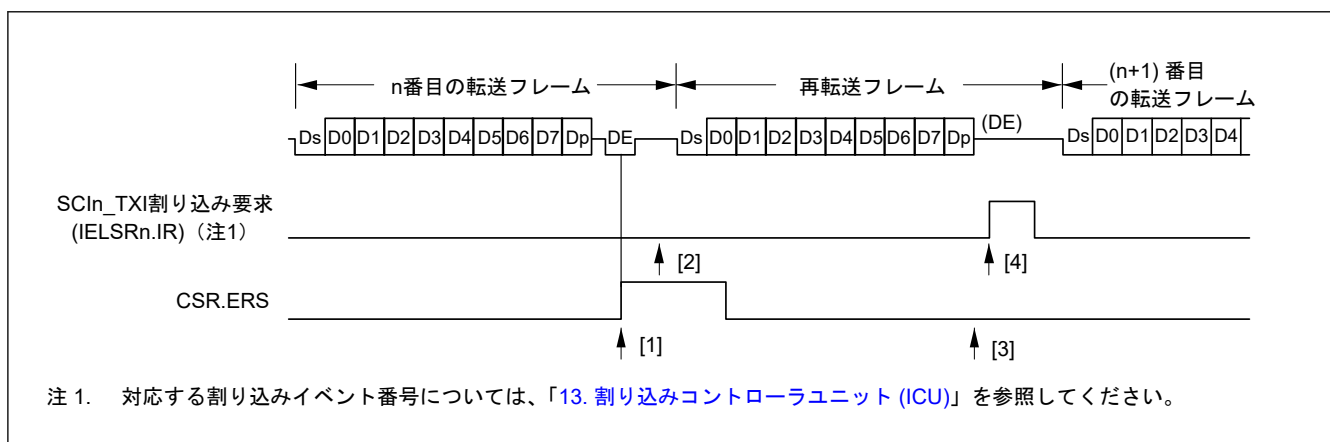 n番目の転送フレーム
再転送フレーム
(n+1) 番目
の転送フレーム
Ds D0 D1 D2 D3 D4 D5 D6 D7 Dp DE Ds D0 D1 D2 D3 D4 D5 D6 D7 Dp (DE) Ds D0 D1 D2 D3 D4
SCIn_TXI割り込み要求
(IELSRn.IR)（注1）
[2] [4]
CSR.ERS
[1] [3]
注 1. 対応する割り込みイベント番号については、「13. 割り込みコントローラユニット (ICU)」を参照してください。